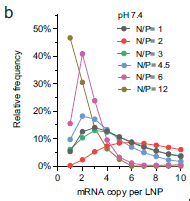 b
pH 7.4
N/P= 1
N/P= 2
N/P= 3
N/P= 4.5
N/P= 6
N/P= 12
Relative frequency
50%
40%
30%
20%
10%
0%
0 2 4 6 8 10
mRNA copy per LNP